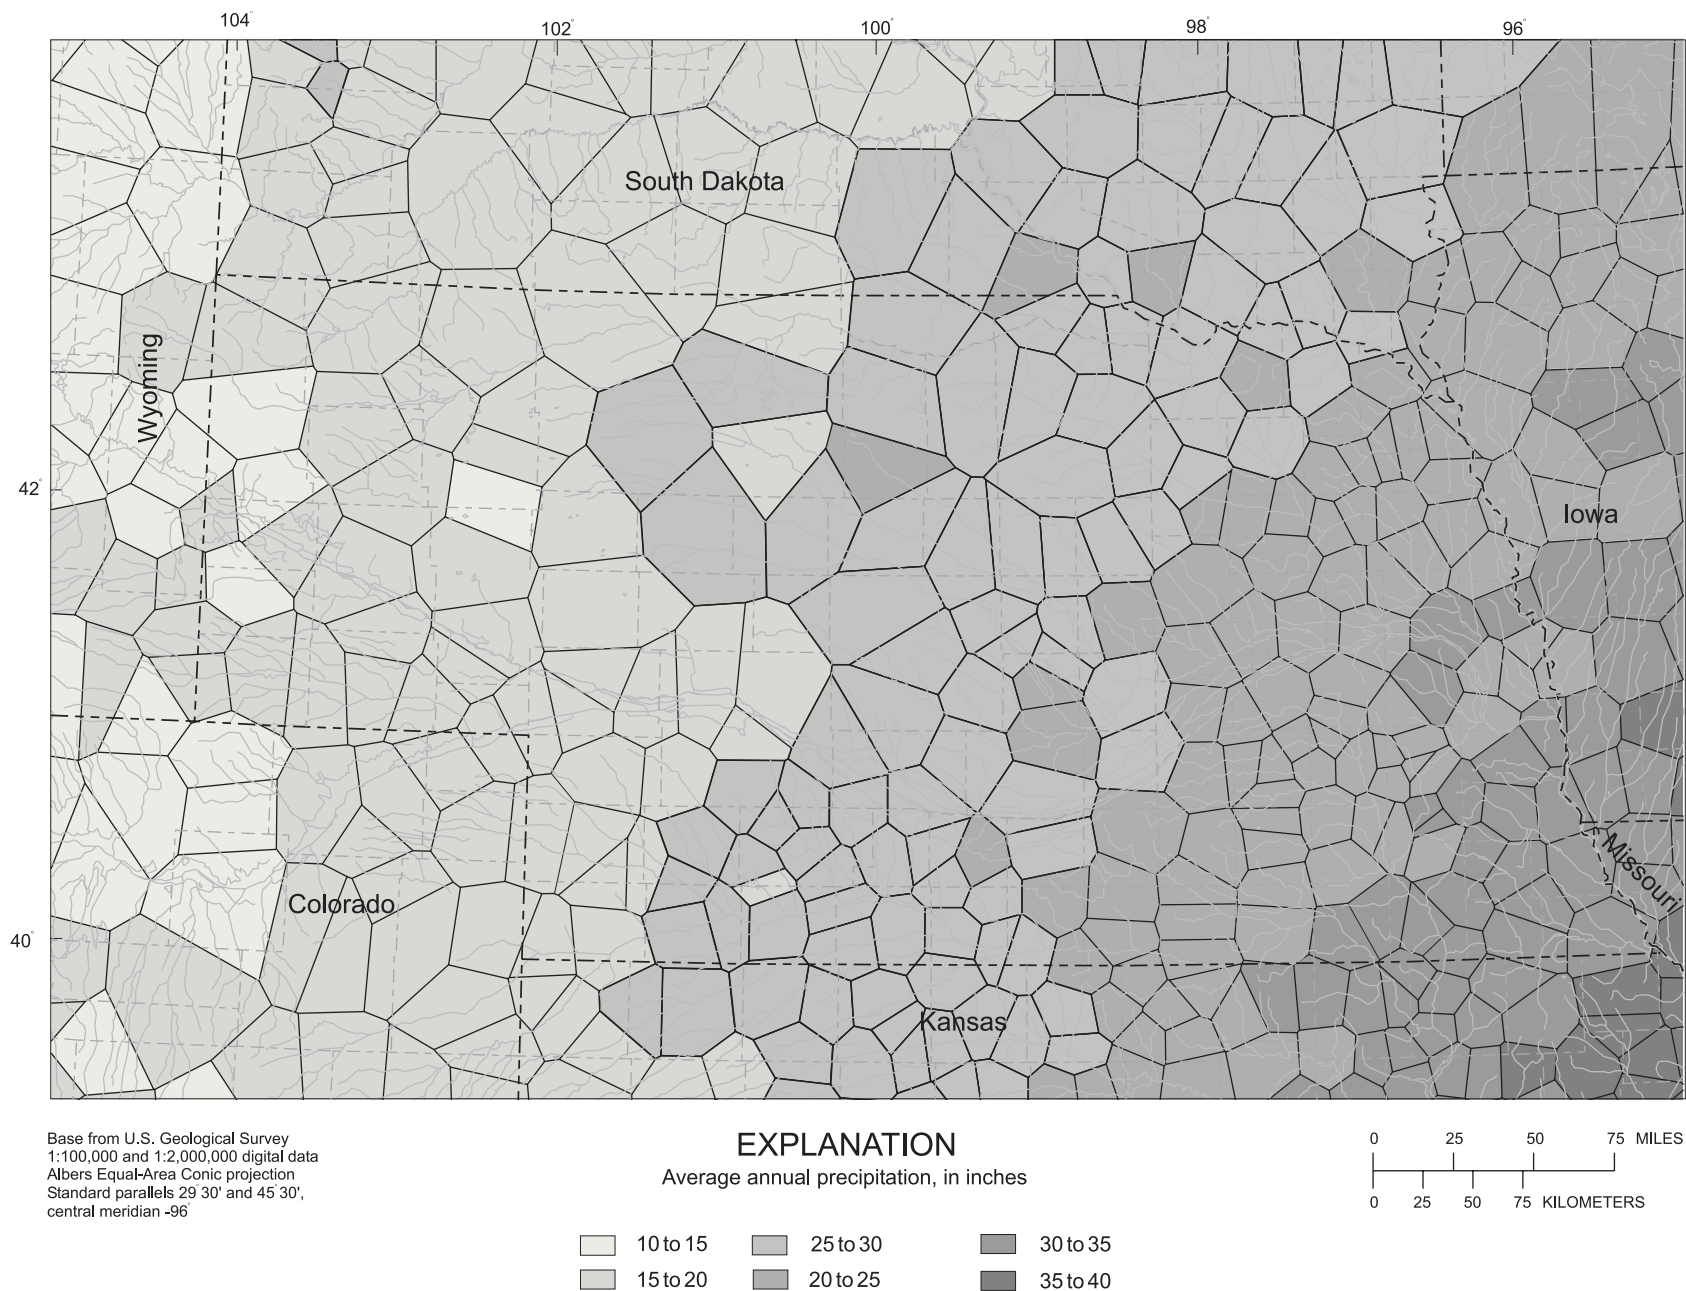 104°
102°
100°
98°
96°
South Dakota
Wyoming
42°
Iowa
Missouri
Colorado
40°
Kansas
Base from U.S. Geological Survey
1:100,000 and 1:2,000,000 digital data
Albers Equal-Area Conic projection
Standard parallels 29°30' and 45°30',
central meridian -96°
EXPLANATION
Average annual precipitation, in inches
10 to 15
25 to 30
30 to 35
15 to 20
20 to 25
35 to 40
0 25 50 75 MILES
0 25 50 75 KILOMETERS